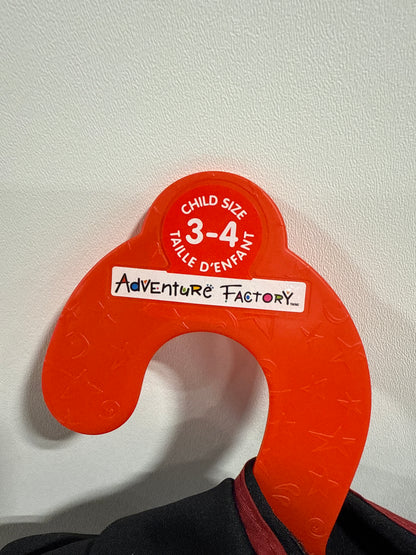 CHILD SIZE
3-4
TAILLE D'ENFANT
ADVENTURE FACTORY